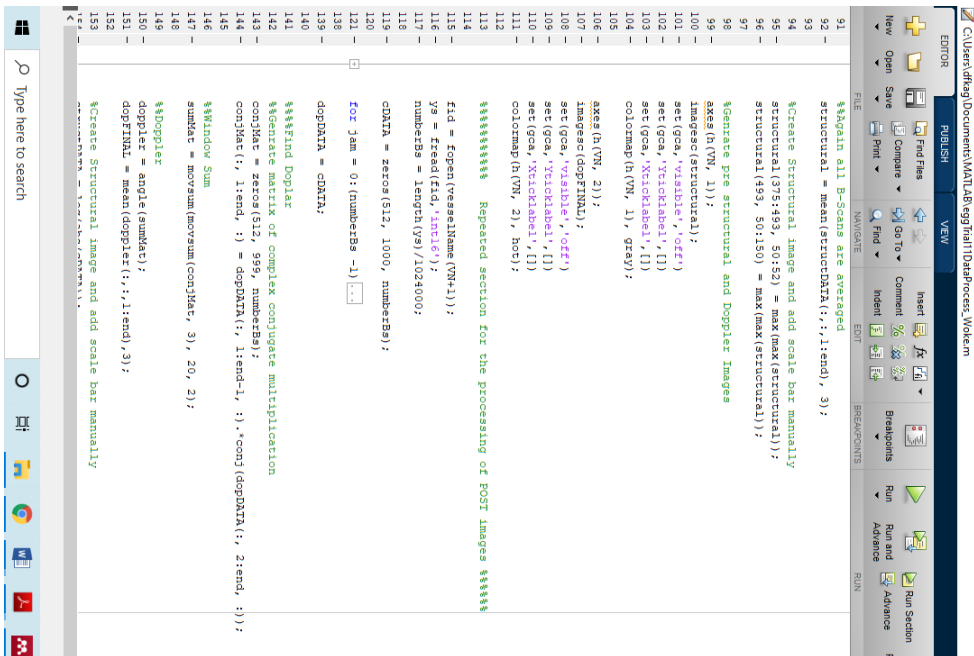 C:\Users\dfkag\Documents\MATLAB\eggTrial11DataProcess_Woke.m
EDITOR PUBLISH VIEW
New Open Save Find Files Compare Print Go To Find Insert Comment Indent fx Breakpoints Run Run and Advance Run Section Advance
FILE NAVIGATE EDIT BREAKPOINTS RUN
91 %%Again all B-Scans are averaged
92 – structural = mean(structDATA(:,:,1:end), 3);
93
94 %Create Structural image and add scale bar manually
95 – structural(375:493, 50:52) = max(max(structural));
96 – structural(493, 50:150) = max(max(structural));
97
98 %Genrate pre structural and Doppler Images
99 – axes(h(VN, 1));
100 – imagesc(structural);
101 – set(gca,'visible','off')
102 – set(gca,'Yticklabel',[])
103 – set(gca,'Xticklabel',[])
104 – colormap(h(VN, 1), gray);
105
106 – axes(h(VN, 2));
107 – imagesc(dopFINAL);
108 – set(gca,'visible','off')
109 – set(gca,'Yticklabel',[])
110 – set(gca,'Xticklabel',[])
111 – colormap(h(VN, 2), hot);
112
113 %%%%%%%%%% Repeated section for the processing of POST images %%%%%%
114
115 – fid = fopen(vesselName(VN+1));
116 – ys = fread(fid,'int16');
117 – numberBs = length(ys)/1024000;
118
119 – cDATA = zeros(512, 1000, numberBs);
120
121 – for jam = 0:(numberBs -1) ...
138
139 – dopDATA = cDATA;
140
141 %%%%Find Doplar
142 %%Genrate matrix of complex conjugate multiplication
143 – conjMat = zeros(512, 999, numberBs);
144 – conjMat(:, 1:end, :) = dopDATA(:, 1:end-1, :).*conj(dopDATA(:, 2:end, :));
145
146 %%Window Sum
147 – sumMat = movsum(movsum(conjMat, 3), 20, 2);
148
149 %%Doppler
150 – doppler = angle(sumMat);
151 – dopFINAL = mean(doppler(:,:,1:end),3);
152
153 %Create Structural image and add scale bar manually
Type here to search